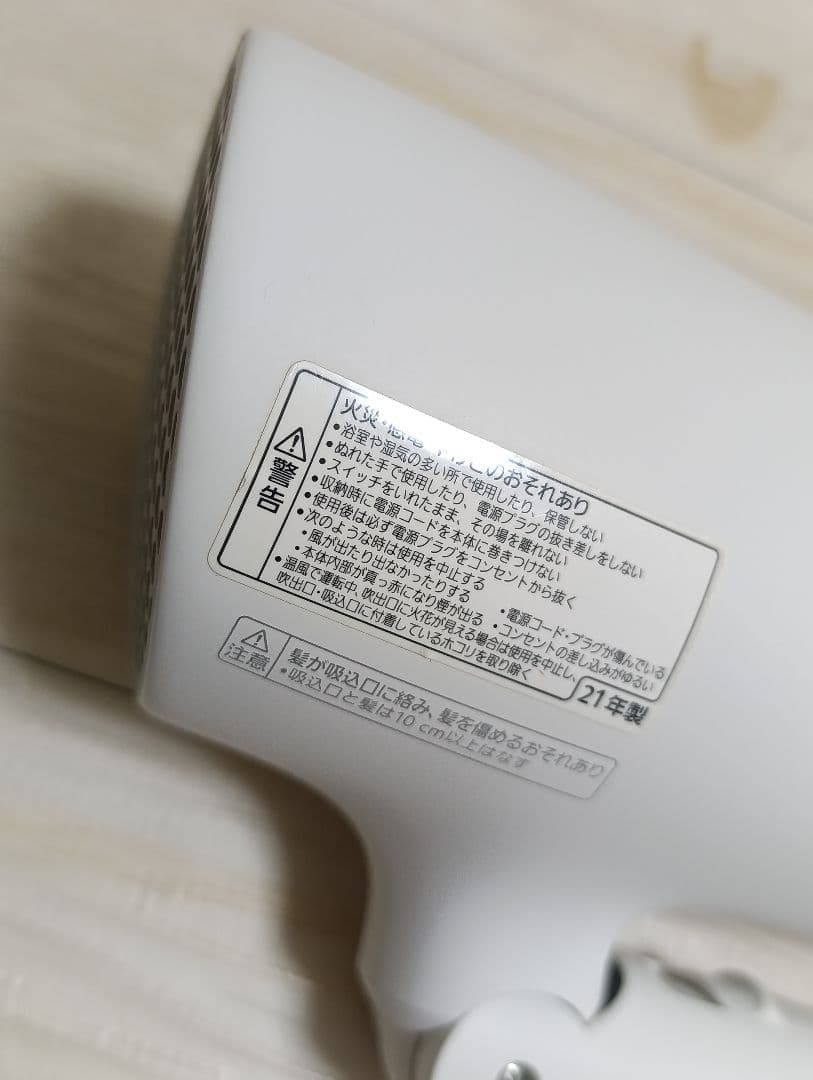 警告
火災・感電・やけどのおそれあり
•浴室や湿気の多い所で使用したり、保管しない
•ぬれた手で使用したり、電源プラグの抜き差しをしない
•スイッチをいれたまま、その場を離れない
•収納時に電源コードを本体に巻きつけない
•使用後は必ず電源プラグをコンセントから抜く
•次のような時は使用を中止する
•風が出たり出なかったりする
•電源コード・プラグが傷んでいる
•本体内部が真っ赤になり煙が出る
•コンセントの差し込みがゆるい
•温風で運転中、吹出口に火花が見える場合は使用を中止し、
吹出口・吸込口に付着しているホコリを取り除く
21年製
注意
髪が吸込口に絡み、髪を傷めるおそれあり
•吸込口と髪は10 cm以上はなす